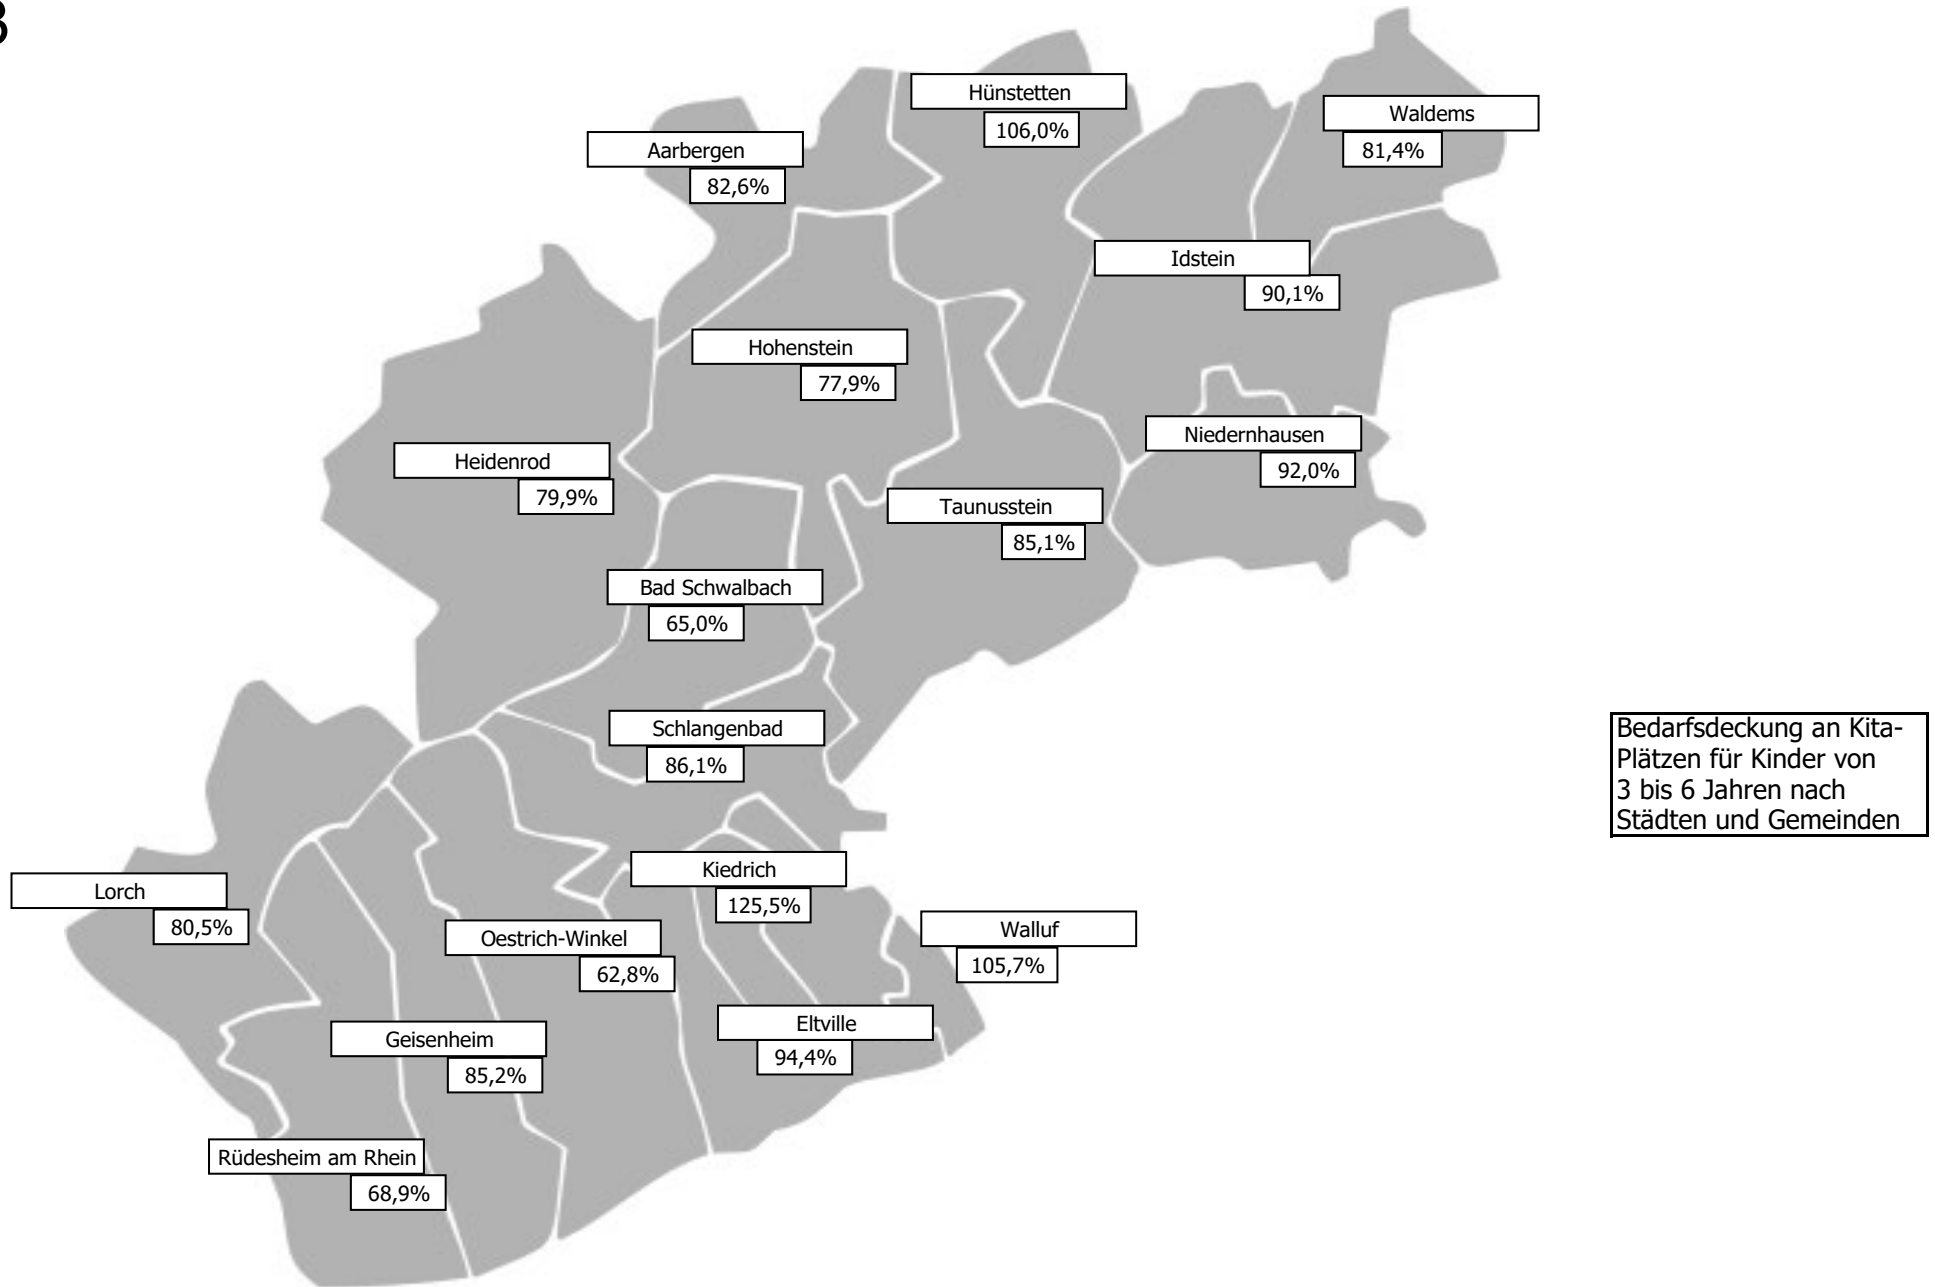 Hünstetten
106,0%
Waldems
81,4%
Aarbergen
82,6%
Idstein
90,1%
Hohenstein
77,9%
Niedernhausen
92,0%
Heidenrod
79,9%
Taunusstein
85,1%
Bad Schwalbach
65,0%
Schlangenbad
86,1%
Bedarfsdeckung an Kita-
Plätzen für Kinder von
3 bis 6 Jahren nach
Städten und Gemeinden
Kiedrich
125,5%
Lorch
80,5%
Oestrich-Winkel
62,8%
Walluf
105,7%
Eltville
94,4%
Geisenheim
85,2%
Rüdesheim am Rhein
68,9%